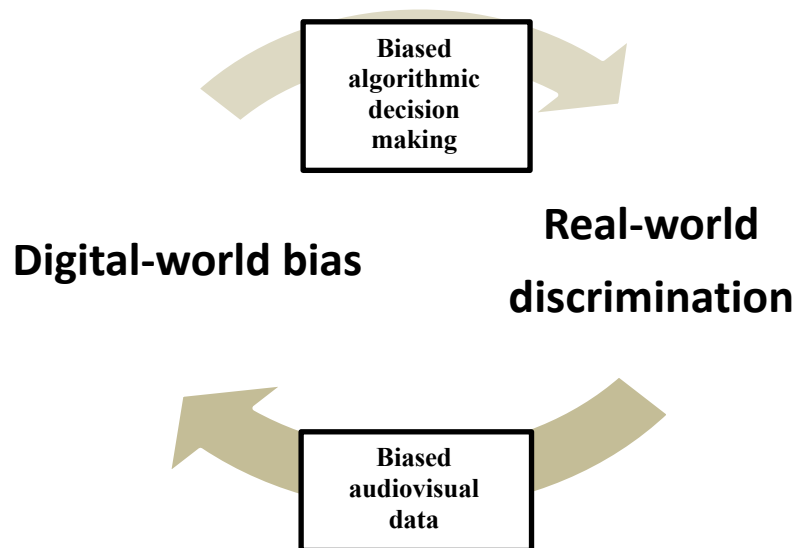 Biased
algorithmic
decision
making
Digital-world bias
Real-world
discrimination
Biased
audiovisual
data